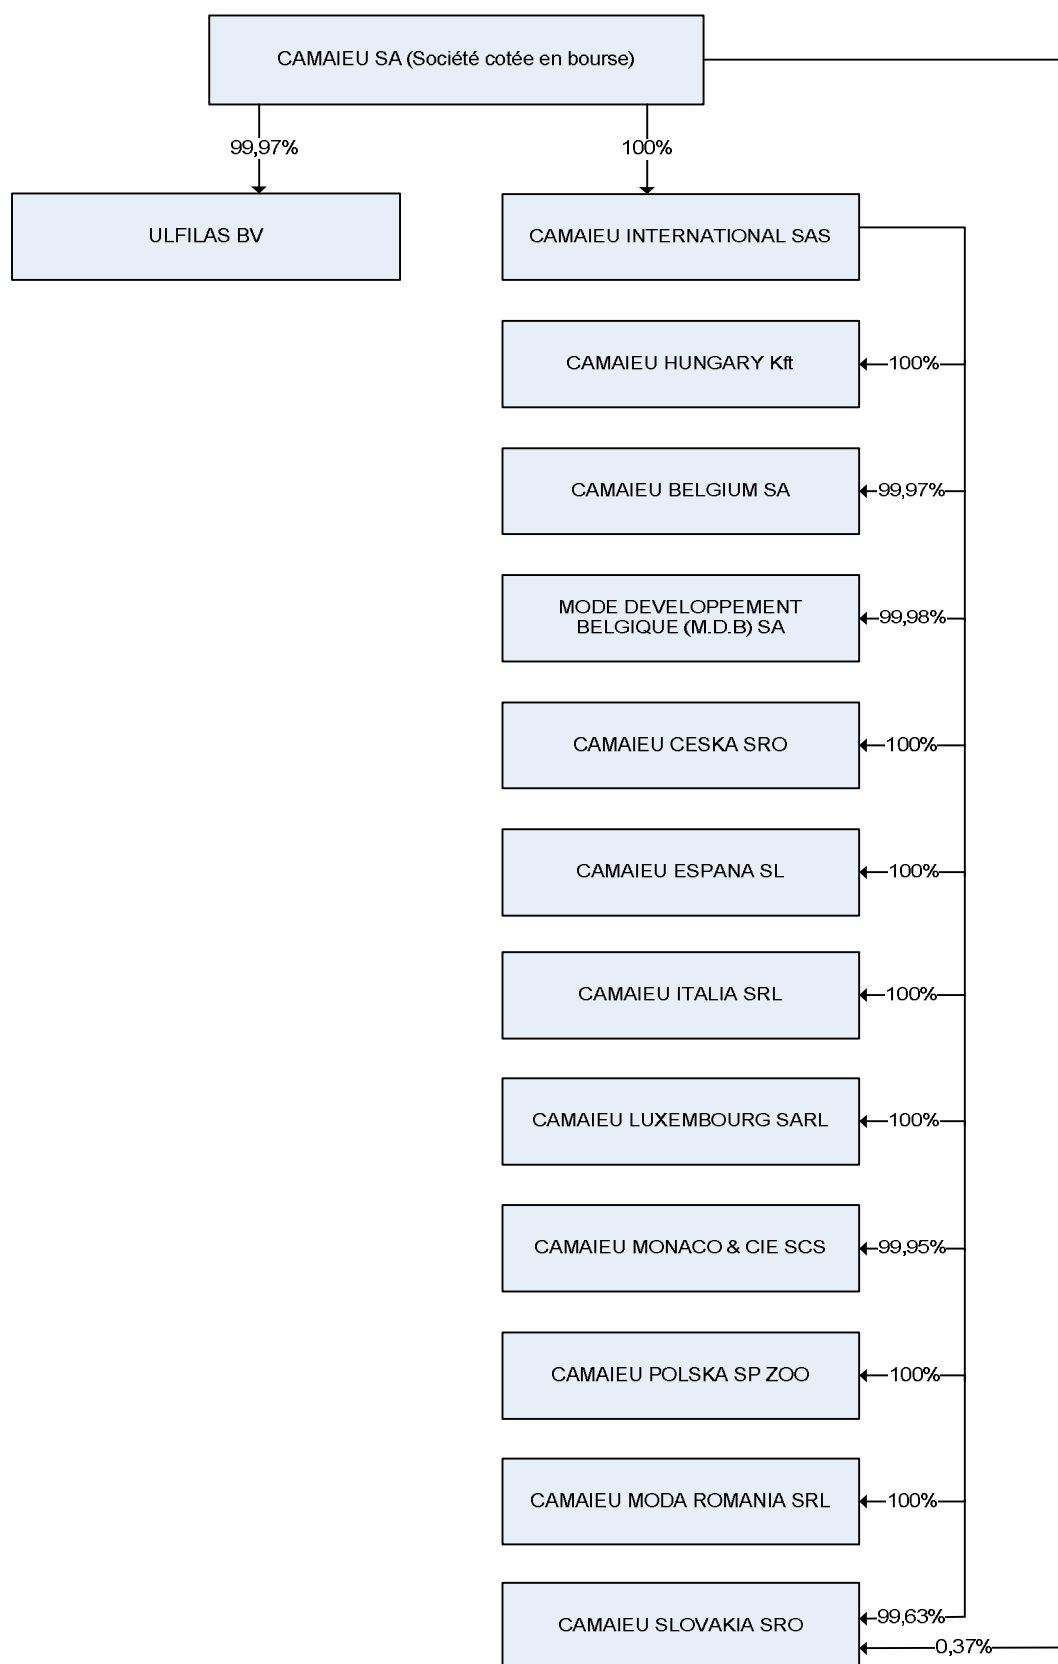 CAMAIEU SA (Société cotée en bourse)
99,97%
100%
ULFILAS BV
CAMAIEU INTERNATIONAL SAS
CAMAIEU HUNGARY Kft
100%
CAMAIEU BELGIUM SA
99,97%
MODE DEVELOPPEMENT
BELGIQUE (M.D.B) SA
99,98%
CAMAIEU CESKA SRO
100%
CAMAIEU ESPANA SL
100%
CAMAIEU ITALIA SRL
100%
CAMAIEU LUXEMBOURG SARL
100%
CAMAIEU MONACO & CIE SCS
99,95%
CAMAIEU POLSKA SP ZOO
100%
CAMAIEU MODA ROMANIA SRL
100%
CAMAIEU SLOVAKIA SRO
99,63%
0,37%